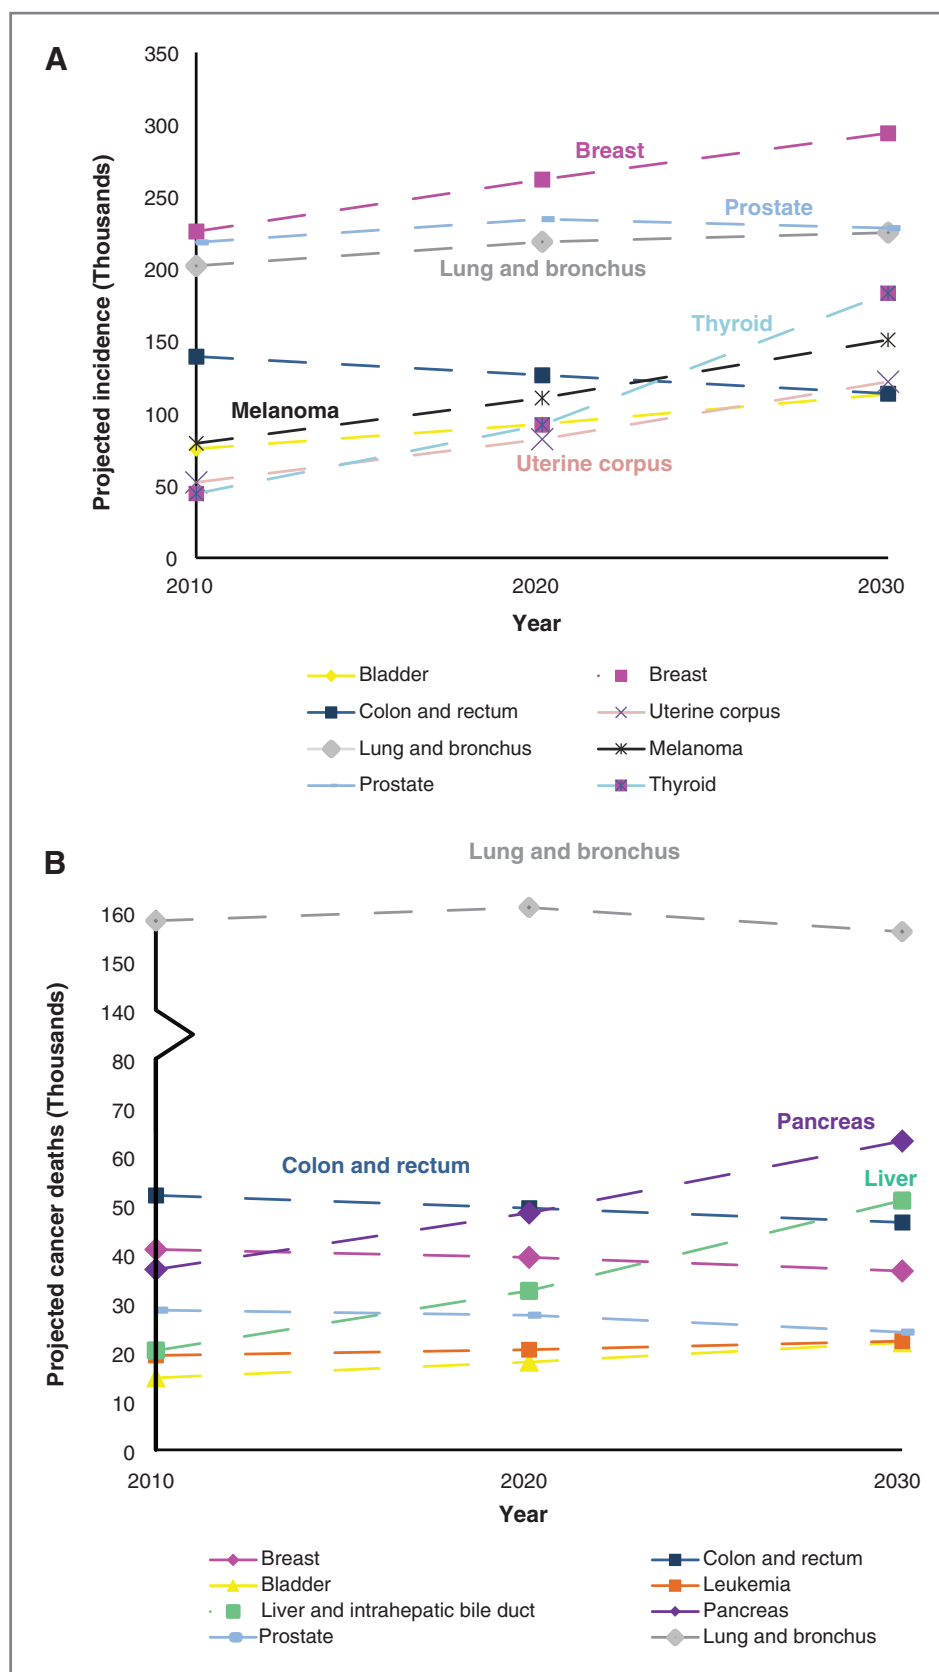 A
350
300
250
200
150
100
50
0
Projected incidence (Thousands)
Breast
Prostate
Lung and bronchus
Thyroid
Melanoma
Uterine corpus
2010 2020 2030
Year
Bladder Breast
Colon and rectum Uterine corpus
Lung and bronchus Melanoma
Prostate Thyroid
B
Lung and bronchus
160
150
140
80
70
60
50
40
30
20
10
0
Projected cancer deaths (Thousands)
Pancreas
Colon and rectum
Liver
2010 2020 2030
Year
Breast Colon and rectum
Bladder Leukemia
Liver and intrahepatic bile duct Pancreas
Prostate Lung and bronchus